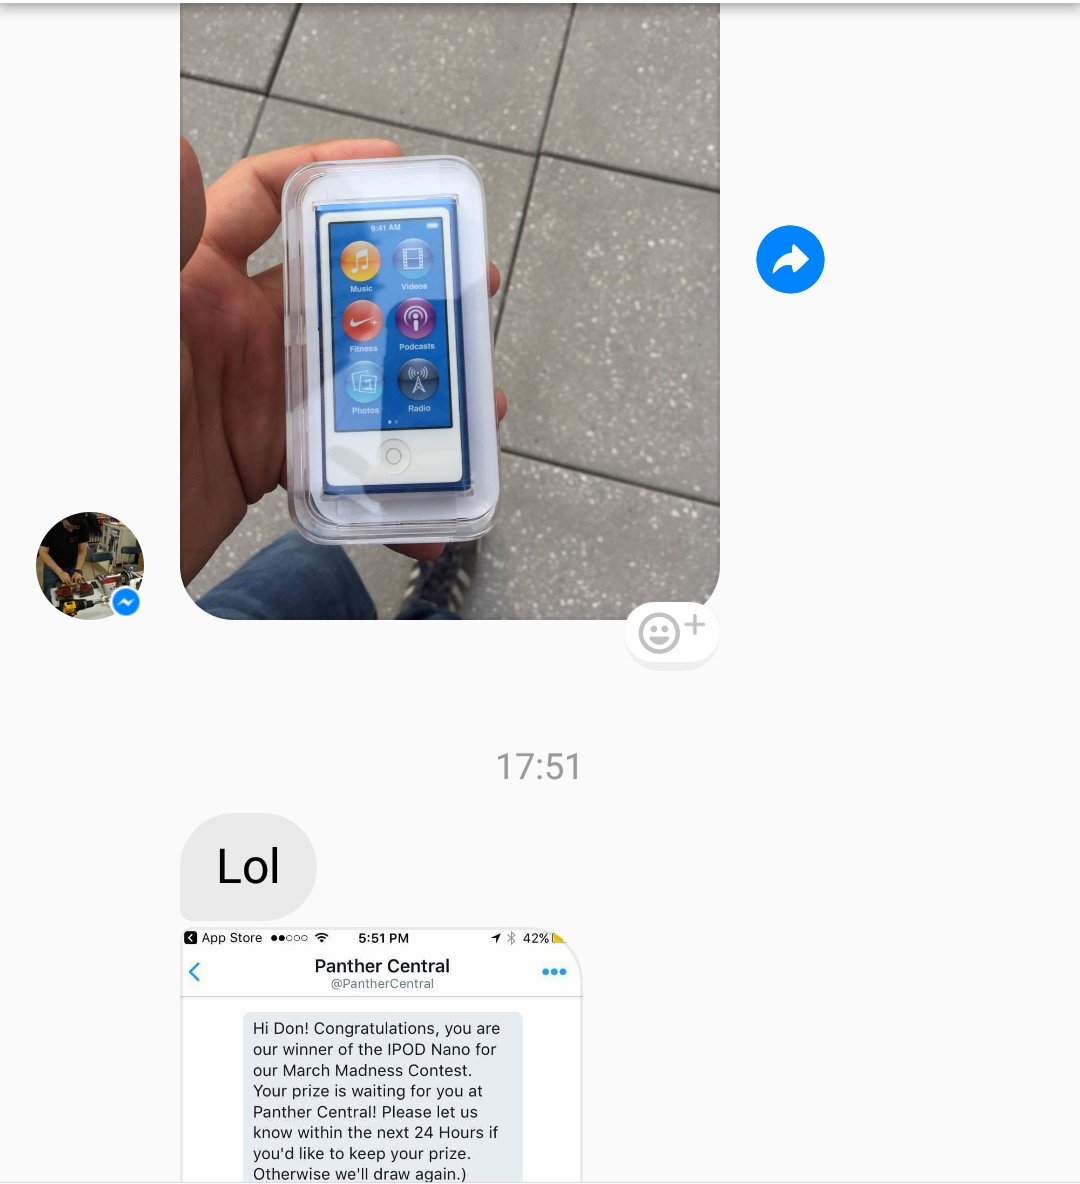 9:41 AM
Music
Videos
Fitness
Podcasts
Photos
Radio
17:51
Lol
App Store
5:51 PM
42%
Panther Central
@PantherCentral
Hi Don! Congratulations, you are
our winner of the IPOD Nano for
our March Madness Contest.
Your prize is waiting for you at
Panther Central! Please let us
know within the next 24 Hours if
you'd like to keep your prize.
Otherwise we'll draw again.)